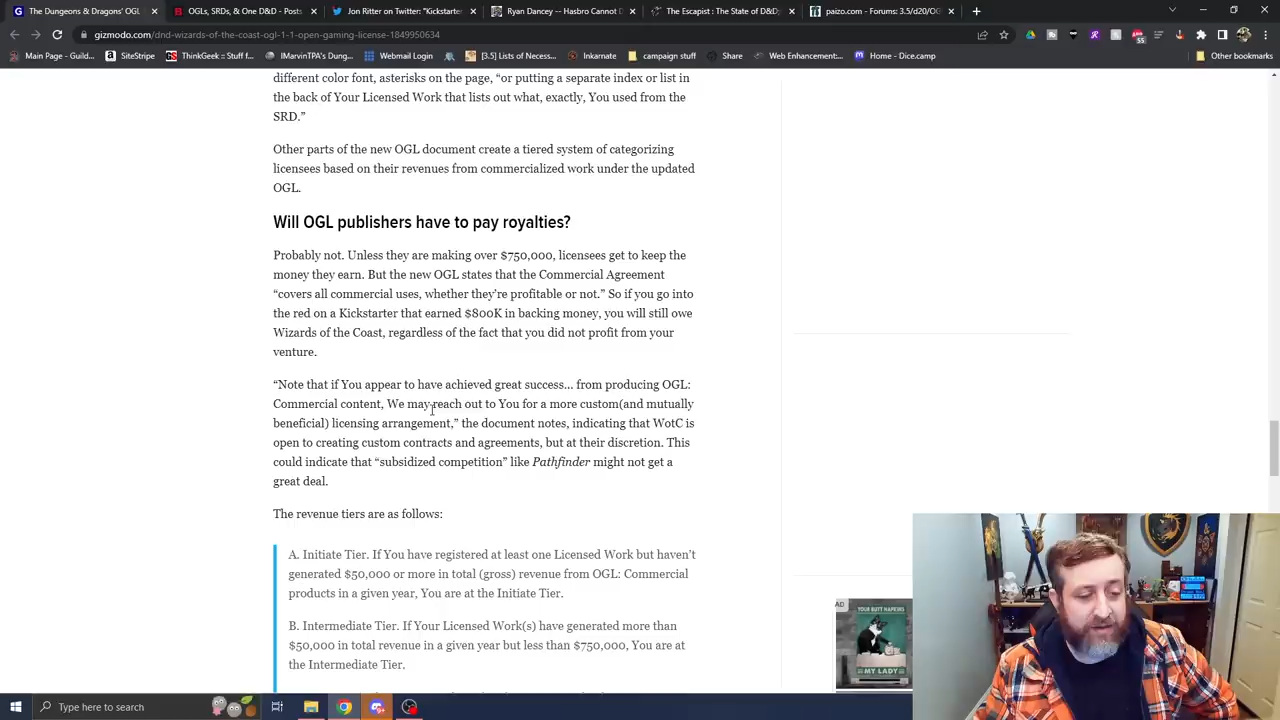 The Dungeons & Dragons' OGL
OGLs, SRDs, & One D&D - Posts
Jon Ritter on Twitter: "Kickstarter
Ryan Dancey -- Hasbro Cannot D
The Escapist : The State of D&D:
paizo.com - Forums: 3.5/d20/OG
gizmodo.com/dnd-wizards-of-the-coast-ogl-1-1-open-gaming-license-1849950634
Main Page - Guild...
SiteStripe
ThinkGeek :: Stuff f...
IMarvinTPA's Dung...
Webmail Login
[3.5] Lists of Necess...
Inkarnate
campaign stuff
Share
Web Enhancement:...
Home - Dice.camp
Other bookmarks
different color font, asterisks on the page, “or putting a separate index or list in
the back of Your Licensed Work that lists out what, exactly, You used from the
SRD.”
Other parts of the new OGL document create a tiered system of categorizing
licensees based on their revenues from commercialized work under the updated
OGL.
Will OGL publishers have to pay royalties?
Probably not. Unless they are making over $750,000, licensees get to keep the
money they earn. But the new OGL states that the Commercial Agreement
“covers all commercial uses, whether they’re profitable or not.” So if you go into
the red on a Kickstarter that earned $800K in backing money, you will still owe
Wizards of the Coast, regardless of the fact that you did not profit from your
venture.
“Note that if You appear to have achieved great success… from producing OGL:
Commercial content, We may reach out to You for a more custom(and mutually
beneficial) licensing arrangement,” the document notes, indicating that WotC is
open to creating custom contracts and agreements, but at their discretion. This
could indicate that “subsidized competition” like Pathfinder might not get a
great deal.
The revenue tiers are as follows:
A. Initiate Tier. If You have registered at least one Licensed Work but haven’t
generated $50,000 or more in total (gross) revenue from OGL: Commercial
products in a given year, You are at the Initiate Tier.
B. Intermediate Tier. If Your Licensed Work(s) have generated more than
$50,000 in total revenue in a given year but less than $750,000, You are at
the Intermediate Tier.
AD
YOUR BUTT NAPKINS
MY LADY
Type here to search